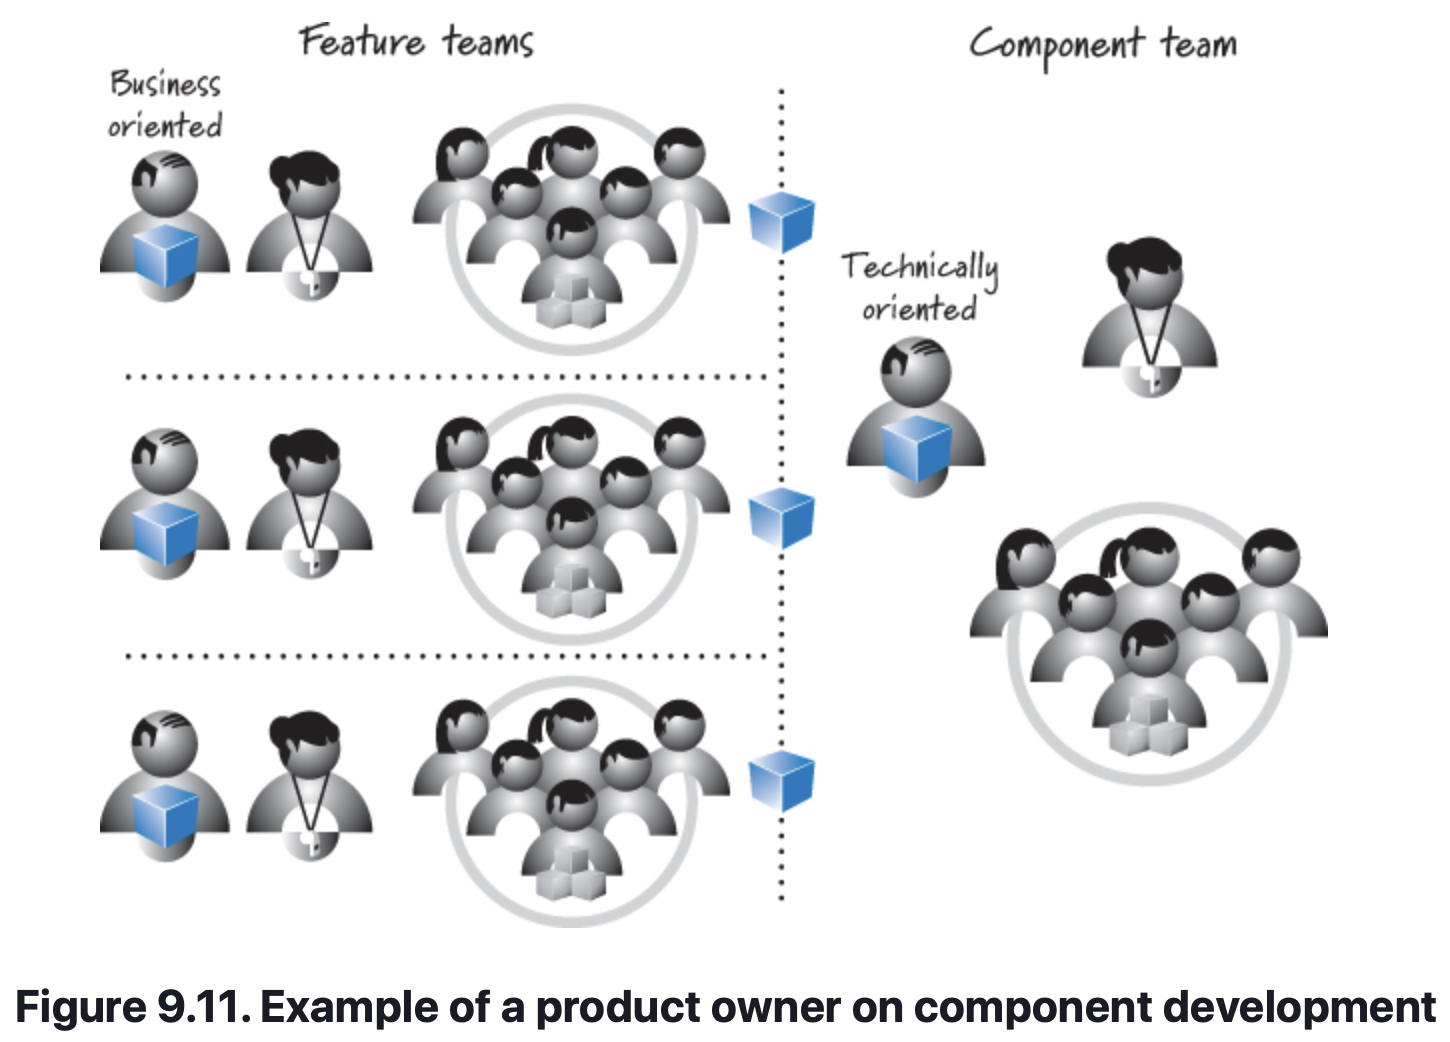 Feature teams
Component team
Business
oriented
Technically
oriented
Figure 9.11. Example of a product owner on component development